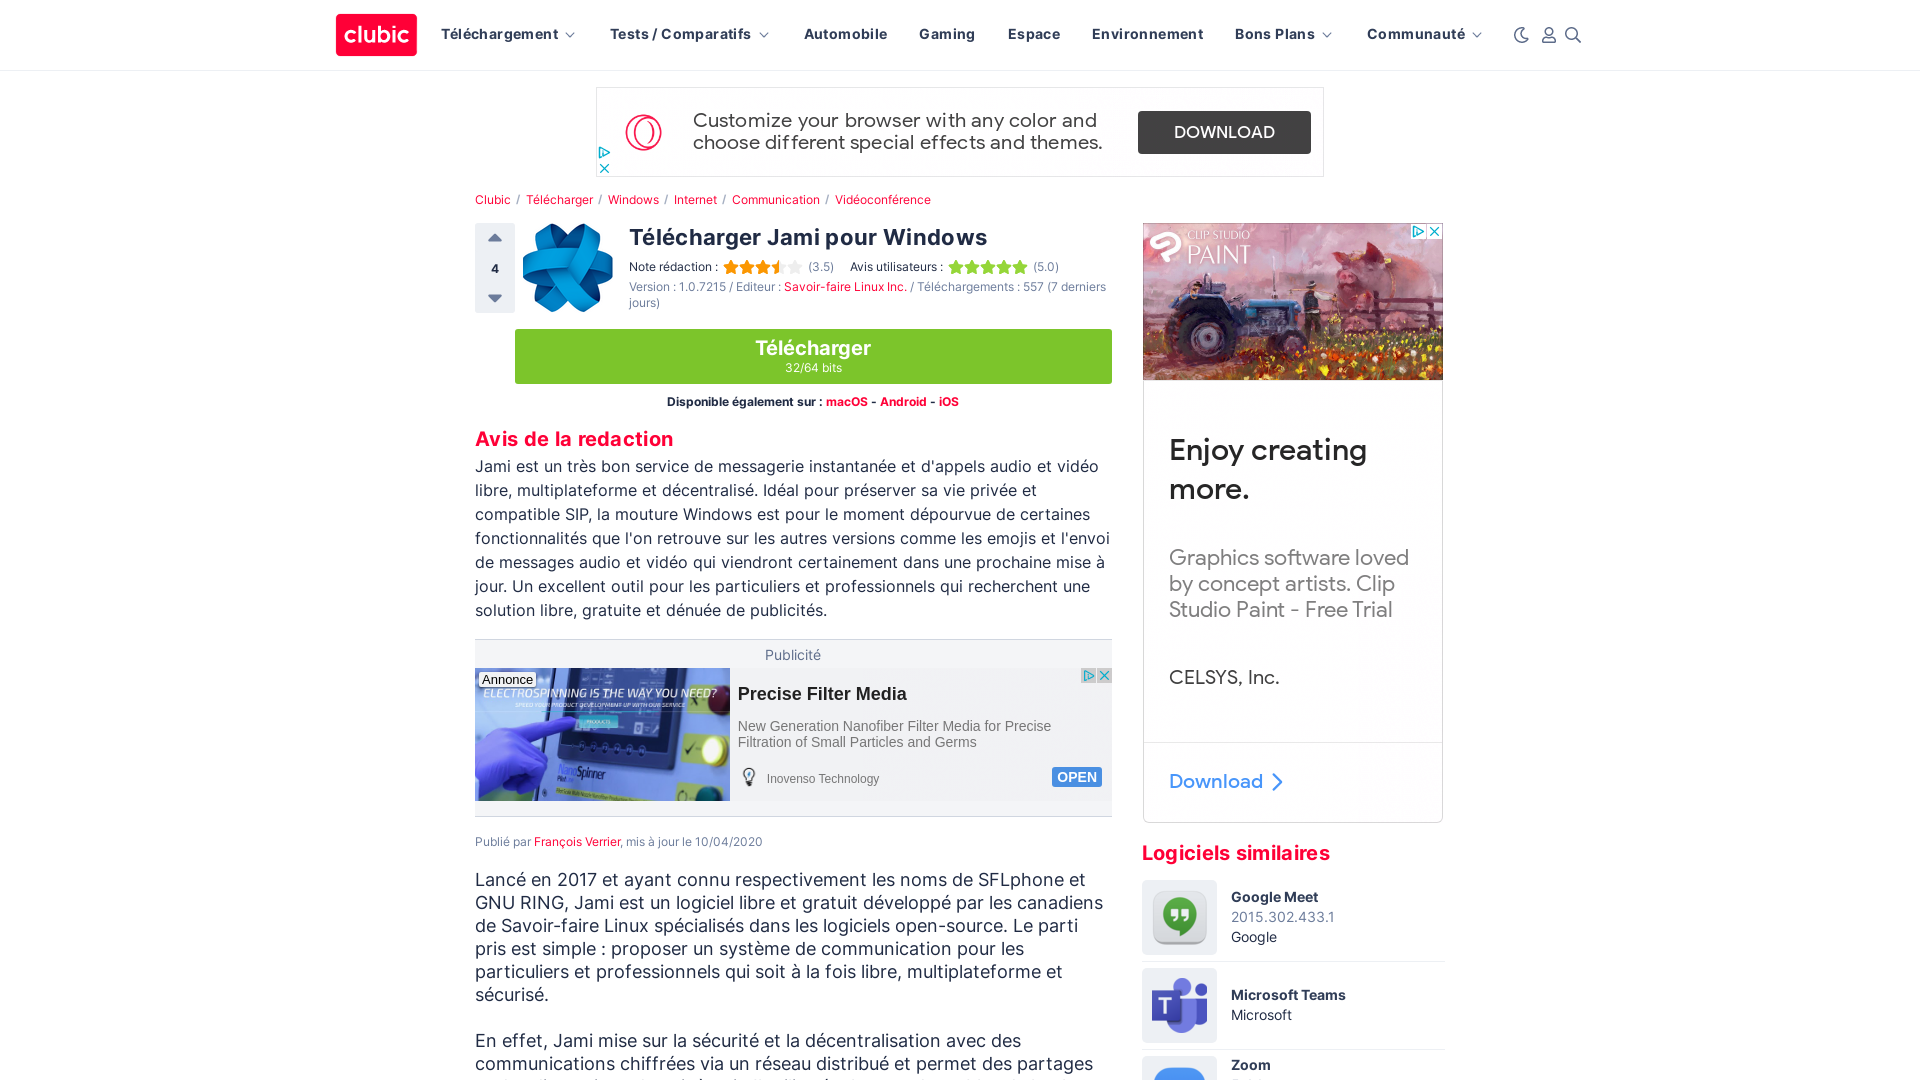 clubic
Téléchargement
Tests / Comparatifs
Automobile
Gaming
Espace
Environnement
Bons Plans
Communauté
Customize your browser with any color and
choose different special effects and themes.
DOWNLOAD
Clubic / Télécharger / Windows / Internet / Communication / Vidéoconférence
4
Télécharger Jami pour Windows
Note rédaction : (3.5) Avis utilisateurs : (5.0)
Version : 1.0.7215 / Editeur : Savoir-faire Linux Inc. / Téléchargements : 557 (7 derniers
jours)
Télécharger
32/64 bits
Disponible également sur : macOS - Android - iOS
Avis de la redaction
Jami est un très bon service de messagerie instantanée et d'appels audio et vidéo
libre, multiplateforme et décentralisé. Idéal pour préserver sa vie privée et
compatible SIP, la mouture Windows est pour le moment dépourvue de certaines
fonctionnalités que l'on retrouve sur les autres versions comme les emojis et l'envoi
de messages audio et vidéo qui viendront certainement dans une prochaine mise à
jour. Un excellent outil pour les particuliers et professionnels qui recherchent une
solution libre, gratuite et dénuée de publicités.
Publicité
Annonce
ELECTROSPINNING IS THE WAY YOU NEED?
SPEED YOUR PRODUCT DEVELOPMENT UP WITH OUR SERVICE
PRODUCTS
NanoSpinner
Precise Filter Media
New Generation Nanofiber Filter Media for Precise
Filtration of Small Particles and Germs
Inovenso Technology
OPEN
Publié par François Verrier, mis à jour le 10/04/2020
Lancé en 2017 et ayant connu respectivement les noms de SFLphone et
GNU RING, Jami est un logiciel libre et gratuit développé par les canadiens
de Savoir-faire Linux spécialisés dans les logiciels open-source. Le parti
pris est simple : proposer un système de communication pour les
particuliers et professionnels qui soit à la fois libre, multiplateforme et
sécurisé.
En effet, Jami mise sur la sécurité et la décentralisation avec des
communications chiffrées via un réseau distribué et permet des partages
CLIP STUDIO
PAINT
Enjoy creating
more.
Graphics software loved
by concept artists. Clip
Studio Paint - Free Trial
CELSYS, Inc.
Download
Logiciels similaires
Google Meet
2015.302.433.1
Google
T
Microsoft Teams
Microsoft
Zoom